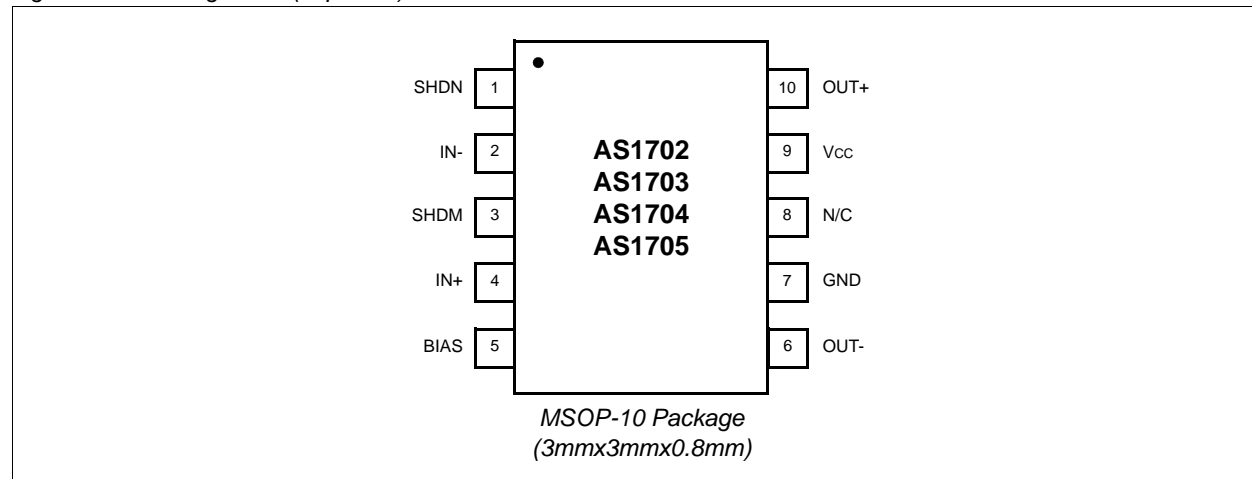 SHDN 1
IN- 2
SHDM 3
IN+ 4
BIAS 5
AS1702
AS1703
AS1704
AS1705
10 OUT+
9 VCC
8 N/C
7 GND
6 OUT-
MSOP-10 Package
(3mmx3mmx0.8mm)